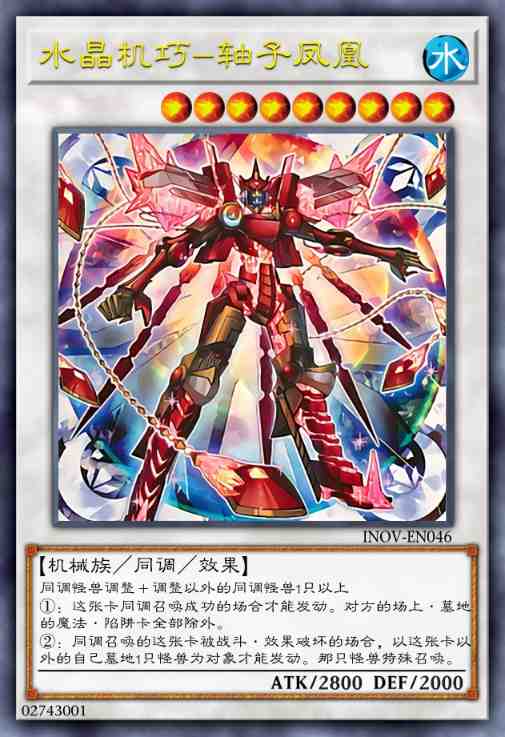 水晶机巧-轴子凤凰
水
INOV-EN046
【机械族／同调／效果】
同调怪兽调整＋调整以外的同调怪兽1只以上
①：这张卡同调召唤成功的场合才能发动。对方的场上·墓地
的魔法·陷阱卡全部除外。
②：同调召唤的这张卡被战斗·效果破坏的场合，以这张卡以
外的自己墓地1只怪兽为对象才能发动。那只怪兽特殊召唤。
ATK/2800 DEF/2000
02743001